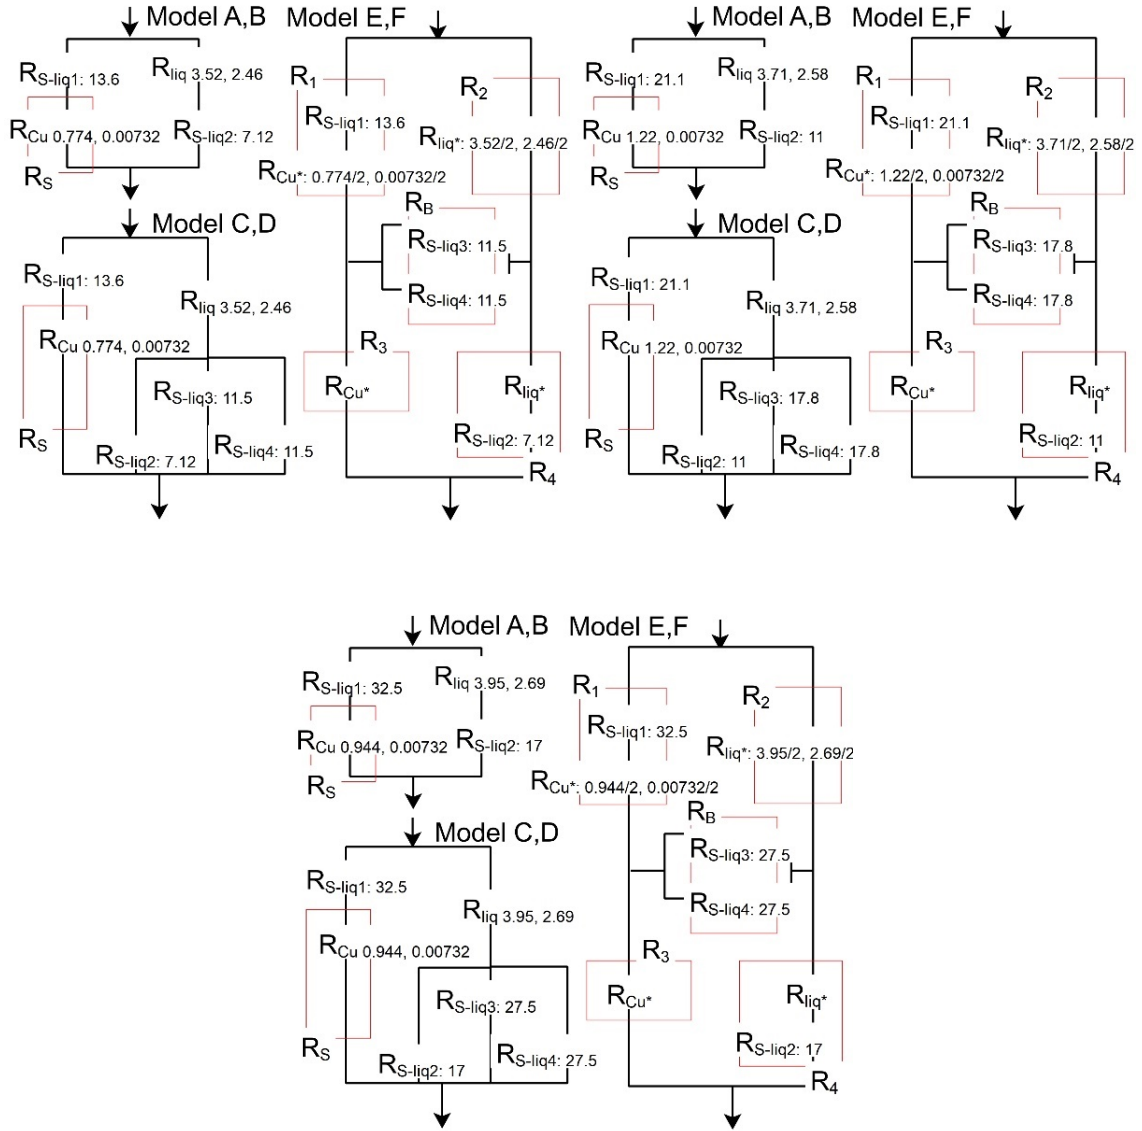 Model A,B
R_S-liq1: 13.6
R_liq 3.52, 2.46
R_Cu 0.774, 0.00732
R_S-liq2: 7.12
R_S
Model C,D
R_S-liq1: 13.6
R_liq 3.52, 2.46
R_Cu 0.774, 0.00732
R_S-liq3: 11.5
R_S
R_S-liq2: 7.12
R_S-liq4: 11.5
Model E,F
R_1
R_2
R_S-liq1: 13.6
R_liq*: 3.52/2, 2.46/2
R_Cu*: 0.774/2, 0.00732/2
R_B
R_S-liq3: 11.5
R_S-liq4: 11.5
R_3
R_Cu*
R_liq*
R_S-liq2: 7.12
R_4
Model A,B
R_S-liq1: 21.1
R_liq 3.71, 2.58
R_Cu 1.22, 0.00732
R_S-liq2: 11
R_S
Model C,D
R_S-liq1: 21.1
R_liq 3.71, 2.58
R_Cu 1.22, 0.00732
R_S-liq3: 17.8
R_S
R_S-liq2: 11
R_S-liq4: 17.8
Model E,F
R_1
R_2
R_S-liq1: 21.1
R_liq*: 3.71/2, 2.58/2
R_Cu*: 1.22/2, 0.00732/2
R_B
R_S-liq3: 17.8
R_S-liq4: 17.8
R_3
R_Cu*
R_liq*
R_S-liq2: 11
R_4
Model A,B
R_S-liq1: 32.5
R_liq 3.95, 2.69
R_Cu 0.944, 0.00732
R_S-liq2: 17
R_S
Model C,D
R_S-liq1: 32.5
R_liq 3.95, 2.69
R_Cu 0.944, 0.00732
R_S-liq3: 27.5
R_S
R_S-liq2: 17
R_S-liq4: 27.5
Model E,F
R_1
R_2
R_S-liq1: 32.5
R_liq*: 3.95/2, 2.69/2
R_Cu*: 0.944/2, 0.00732/2
R_B
R_S-liq3: 27.5
R_S-liq4: 27.5
R_3
R_Cu*
R_liq*
R_S-liq2: 17
R_4